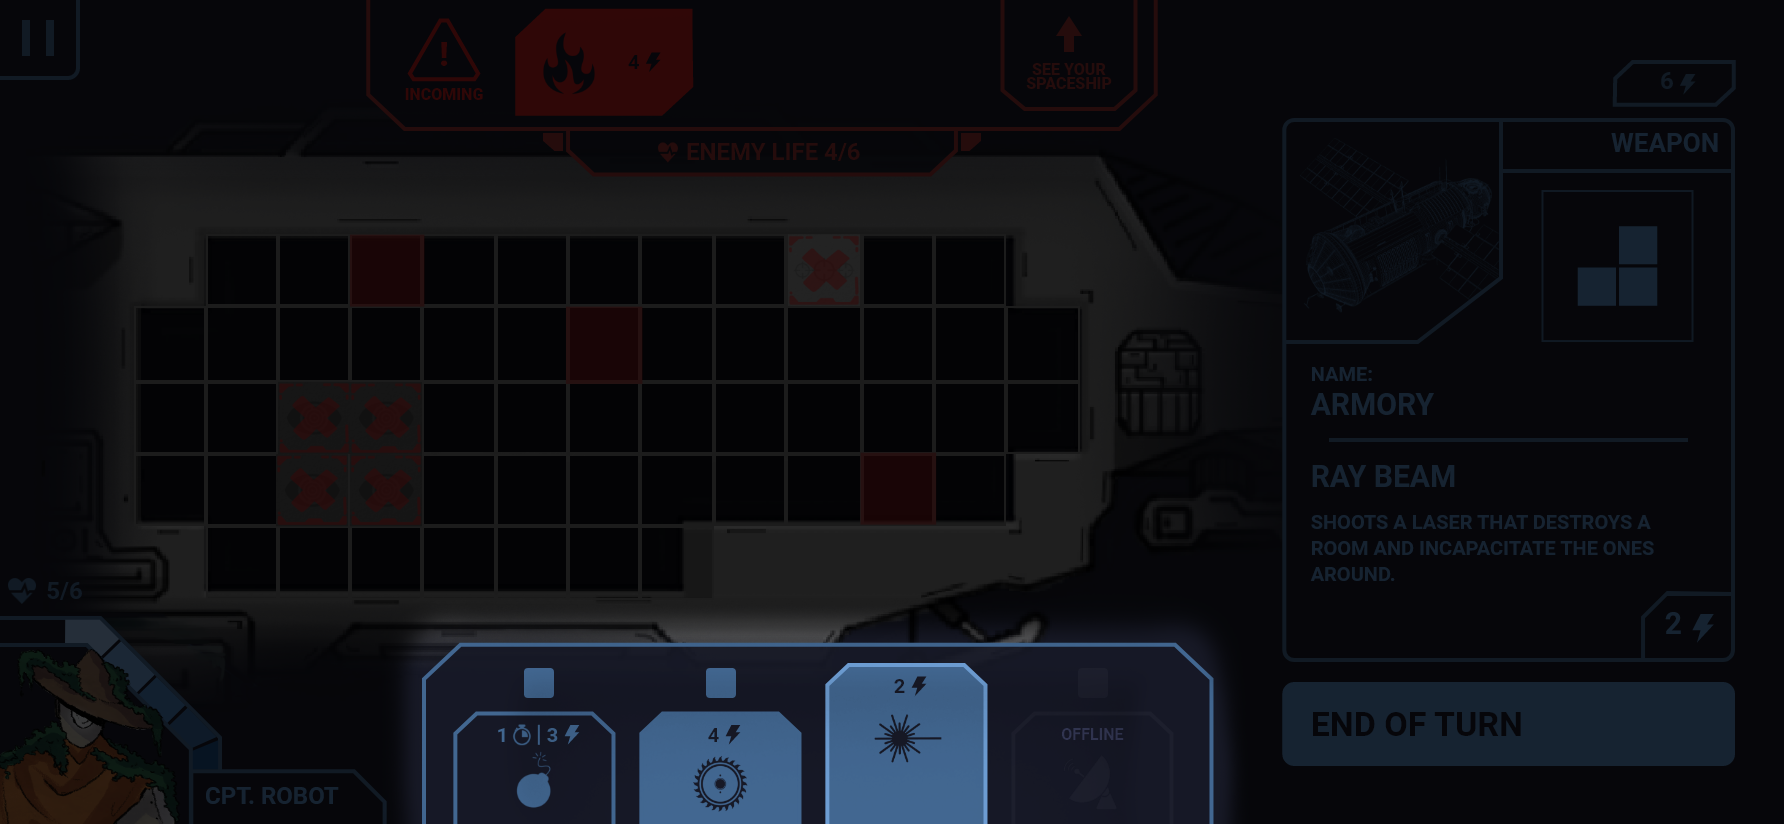 4
INCOMING
SEE YOUR
SPACESHIP
6
ENEMY LIFE 4/6
WEAPON
NAME:
ARMORY
RAY BEAM
SHOOTS A LASER THAT DESTROYS A
ROOM AND INCAPACITATE THE ONES
AROUND.
2
5/6
CPT. ROBOT
1 | 3
4
2
OFFLINE
END OF TURN